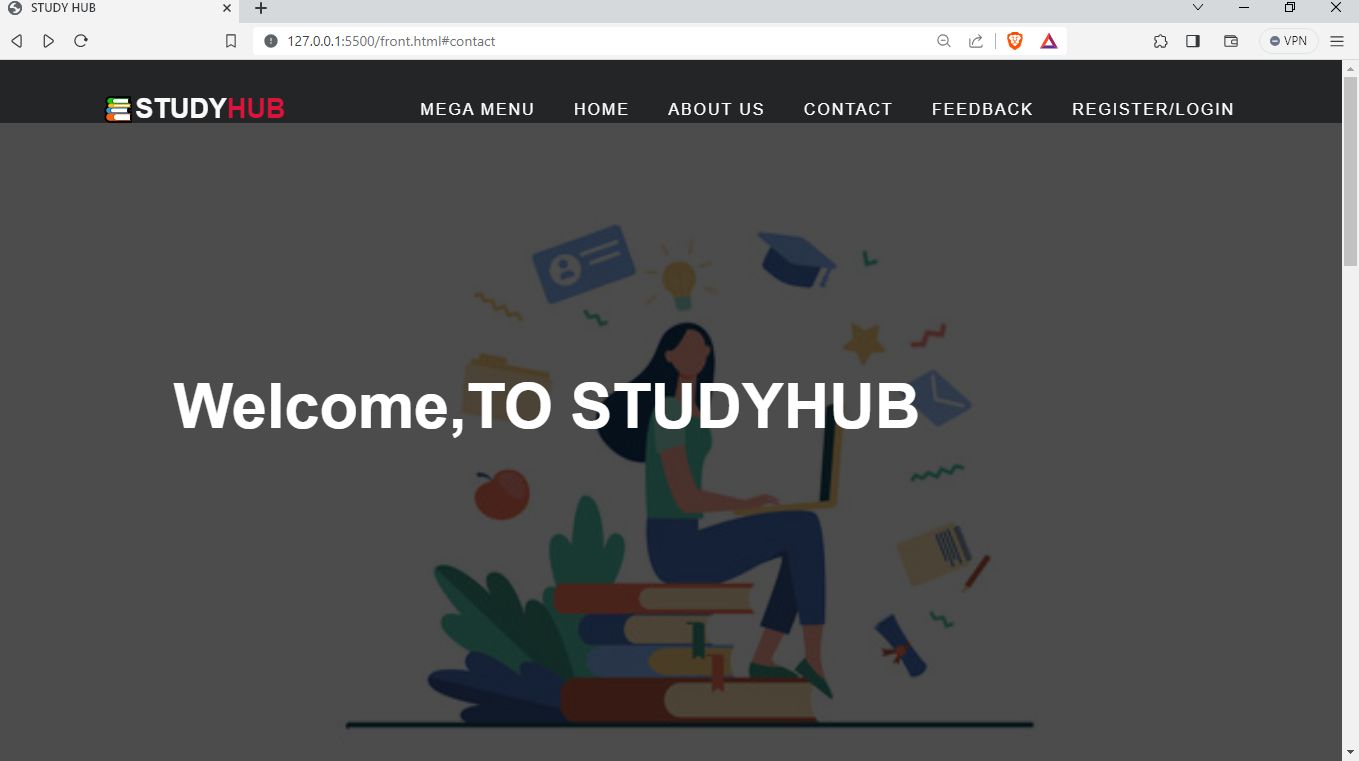 STUDY HUB
127.0.0.1:5500/front.html#contact
VPN
STUDYHUB
MEGA MENU
HOME
ABOUT US
CONTACT
FEEDBACK
REGISTER/LOGIN
Welcome,TO STUDYHUB